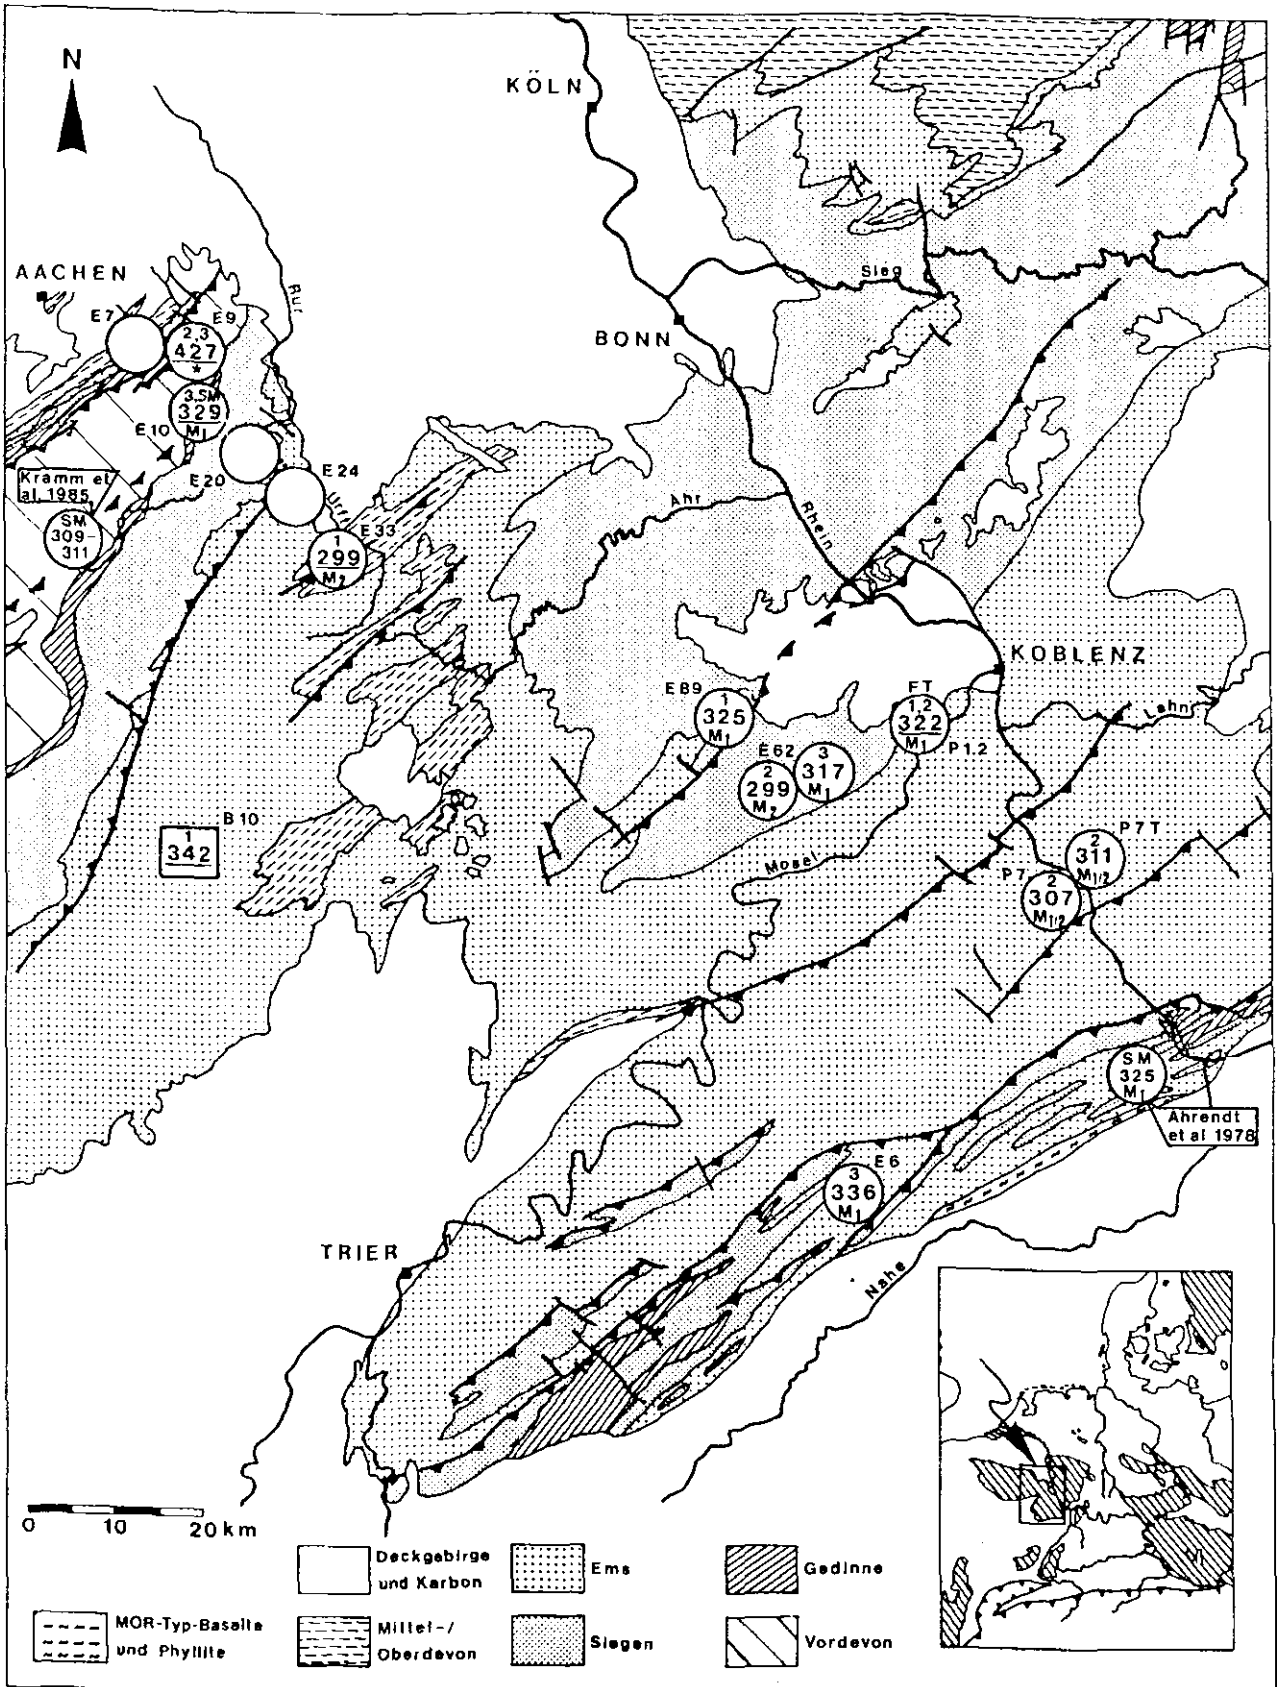 N
KÖLN
AACHEN
Rur
Sieg
BONN
E7
E9
2,3
427
*
3,SM
329
M1
E10
E20
E24
Kramm et
al. 1985
SM
309-
311
Urft
E33
1
299
M2
Ahr
Rhein
KOBLENZ
Lahn
E89
1
325
M1
FT
1,2
322
M1
P1.2
E62
3
317
M1
2
299
M2
B10
1
342
Mosel
P7T
2
311
M1/2
P7
2
307
M1/2
SM
325
M1
Ahrendt
et al 1978
E6
3
336
M1
TRIER
Nahe
0 10 20 km
Deckgebirge
und Karbon
Ems
Gedinne
MOR-Typ-Basalte
und Phyllite
Mittel-/
Oberdevon
Siegen
Vordevon